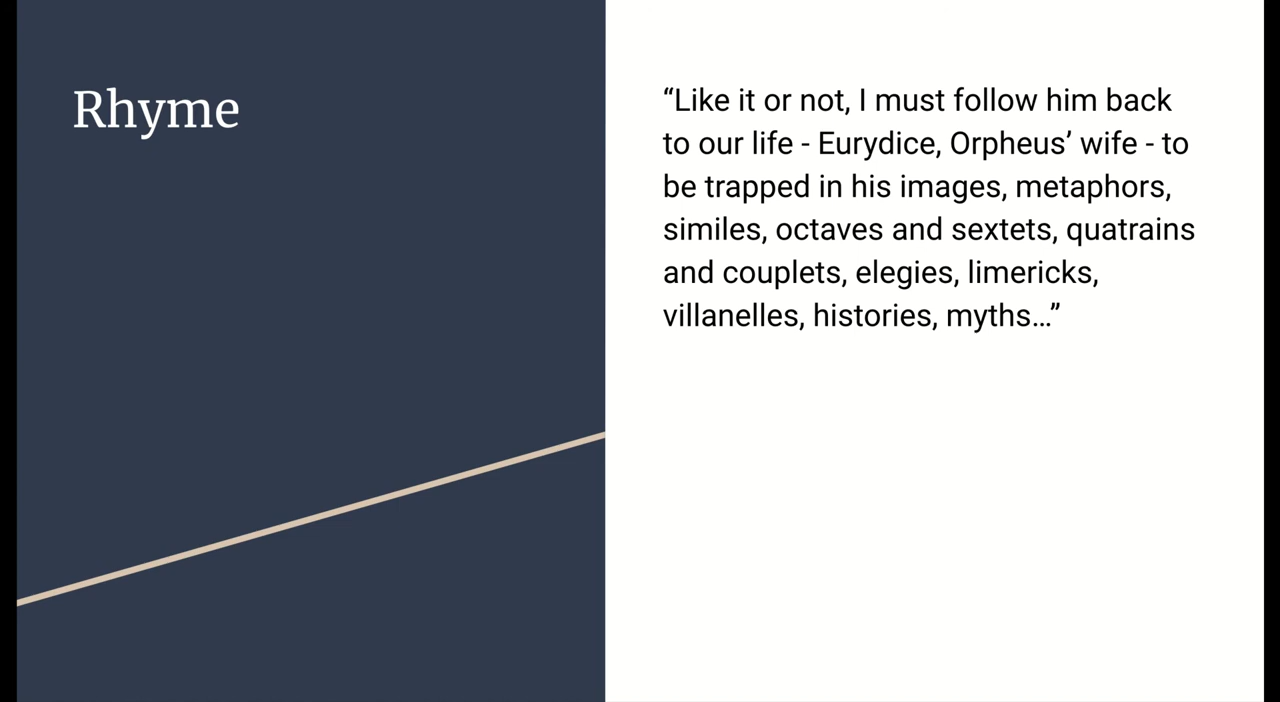 Rhyme
“Like it or not, I must follow him back
to our life - Eurydice, Orpheus’ wife - to
be trapped in his images, metaphors,
similes, octaves and sextets, quatrains
and couplets, elegies, limericks,
villanelles, histories, myths…”